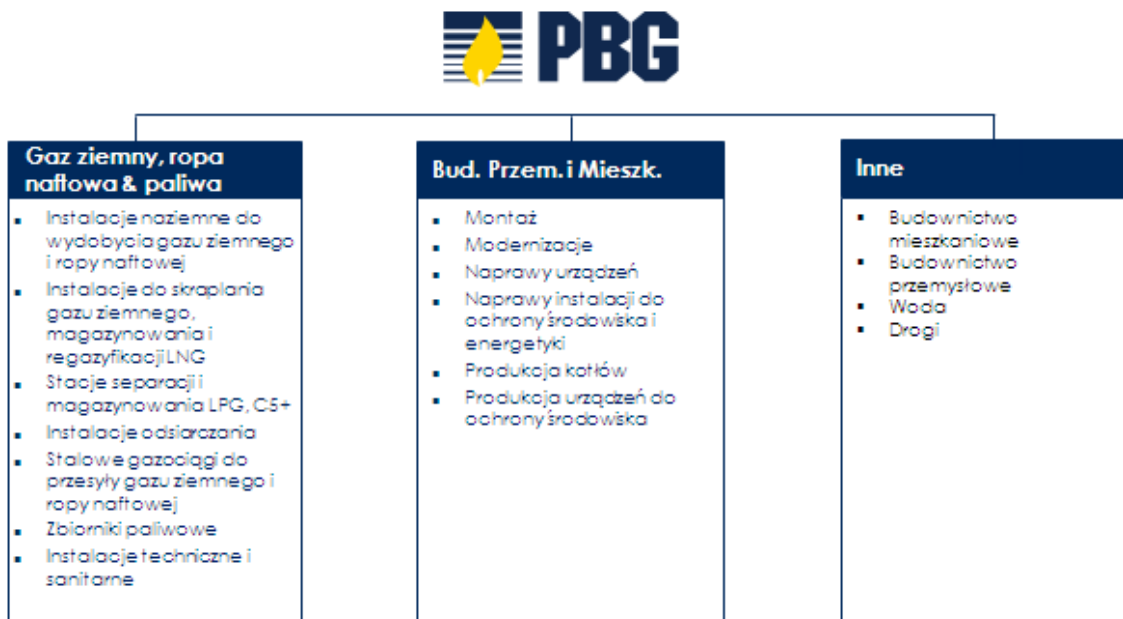 PBG
Gaz ziemny, ropa
naftowa & paliwa
Instalacje naziemne do
wydobycia gazu ziemnego
i ropy naftowej
Instalacje do skraplania
gazu ziemnego,
magazynowania i
regazyfikacji LNG
Stacje separacji i
magazynowania LPG, C5+
Instalacje odsiarczania
Stalowe gazociągi do
przesyły gazu ziemnego i
ropy naftowej
Zbiorniki paliwowe
Instalacje techniczne i
sanitarne
Bud. Przem. i Mieszk.
Montaż
Modernizacje
Naprawy urządzeń
Naprawy instalacji do
ochrony środowiska i
energetyki
Produkcja kotłów
Produkcja urządzeń do
ochrony środowiska
Inne
Budownictwo
mieszkaniowe
Budownictwo
przemysłowe
Woda
Drogi